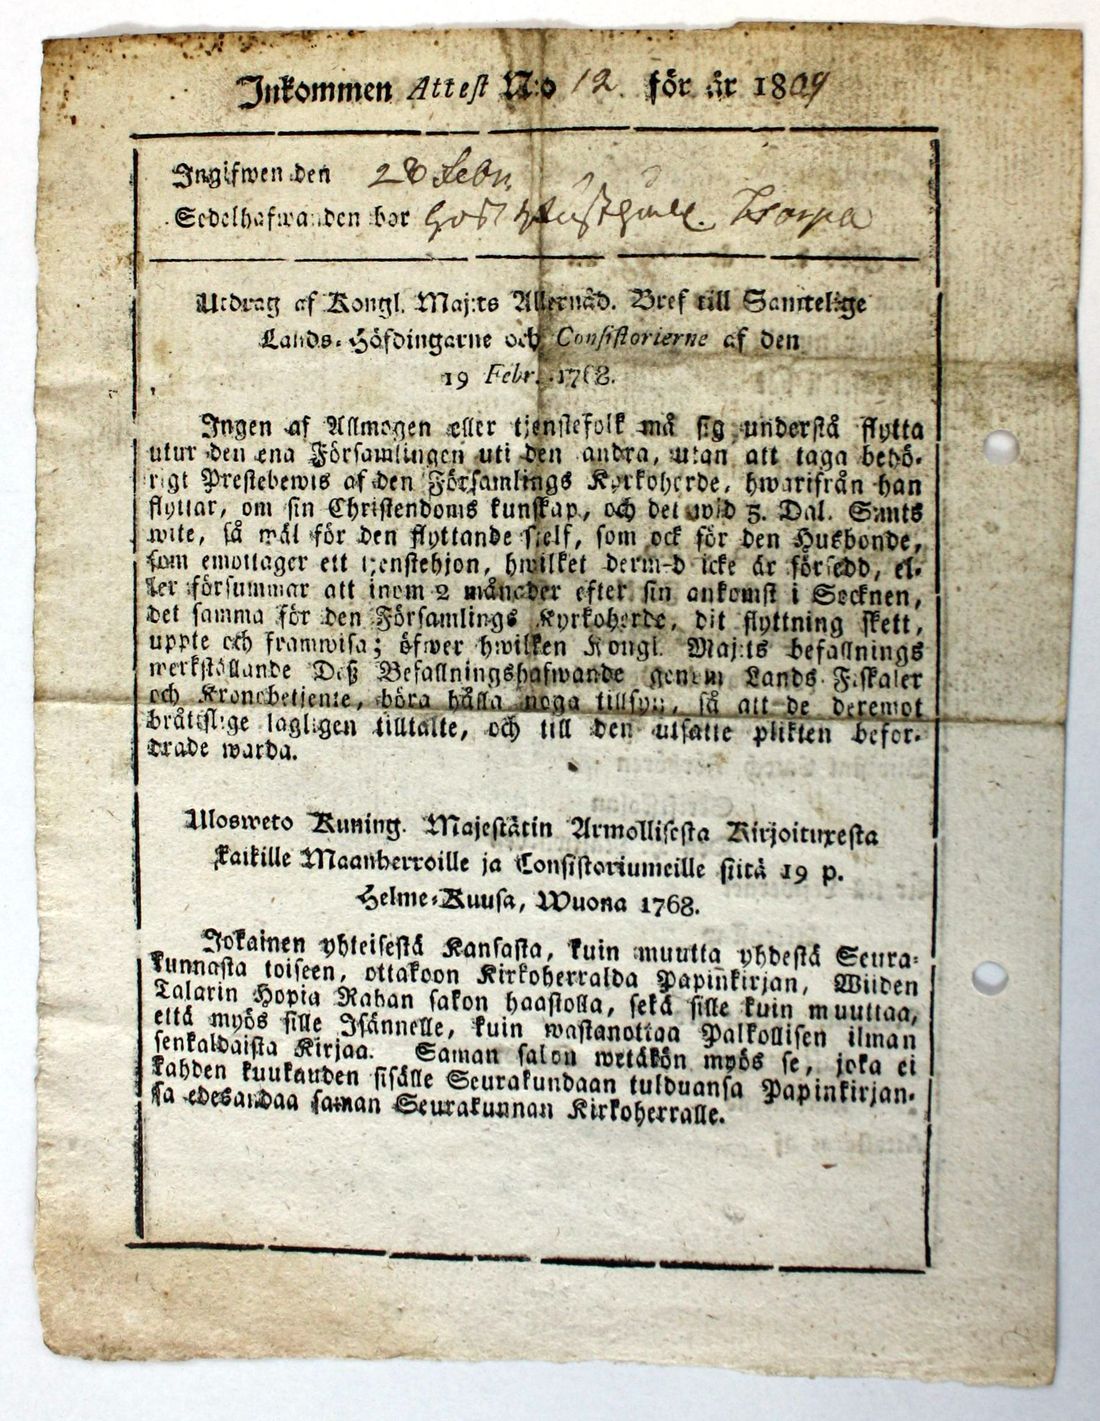 Inkommen Attest N:o 12. för år 1809
Ingifwen den 28 Febr.
Sedelhafwanden bor hos
Utdrag af Kongl. Maj:ts Allernåd. Bref till Samtelige
Lands-Höfdingarne och Consistorierne af den
19 Febr. 1768.
Ingen af Allmogen eller tjenstefolk må sig understå flytta
utur den ena Församlingen uti den andra, utan att taga behö-
rigt Prestebewis af den Församlings Kyrkoherde, hwarifrån han
flyttar, om sin Christendoms kunskap, och det wid 5. Dal. S:mts
wite, så wäl för den flyttande sjelf, som ock för den Husbonde,
som emottager ett tjenstehjon, hwilket dermed icke är försedd, el-
ler försummar att inom 2 månader efter sin ankomst i Socknen,
det samma för den Församlings Kyrkoherde, dit flyttning skett,
uppte och framwisa; öfwer hwilken Kongl. Maj:ts befallnings
werkställande Deß Befallningshafwande genom Lands-Fiskaler
och Kronobetjente, böra hålla noga tillsyn, så att de deremot
bråtislige lagligen tilltalte, och till den utsatte plikten befor-
drade warda.
Ulosweto Kuning. Majestätin Armollisesta Kirjoituxesta
kaikille Maanherroille ja Consistoriumeille siitä 19 p.
Helme-Kuusa, Wuona 1768.
Jokainen yhteisestä Kansasta, kuin muutta yhdestä Seura-
kunnasta toiseen, ottakoon Kirkoherralda Papinkirjan, Wiiden
Talarin Hopia Rahan sakon haastolla, sekä sille kuin muuttaa,
että myös sille Isännelle, kuin wastanottaa Palkollisen ilman
senkaldaista Kirjaa. Saman sakon wetäkön myös se, joka ei
kahden kuukauden sisälle Seurakundaan tulduansa Papinkirjan-
sa edesandaa saman Seurakunnan Kirkoherralle.